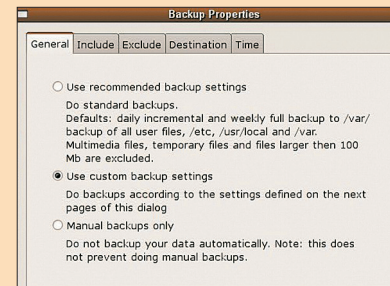 Backup Properties
General Include Exclude Destination Time
Use recommended backup settings
Do standard backups.
Defaults: daily incremental and weekly full backup to /var/
backup of all user files, /etc, /usr/local and /var.
Multimedia files, temporary files and files larger then 100
Mb are excluded.
Use custom backup settings
Do backups according to the settings defined on the next
pages of this dialog
Manual backups only
Do not backup your data automatically. Note: this does
not prevent doing manual backups.